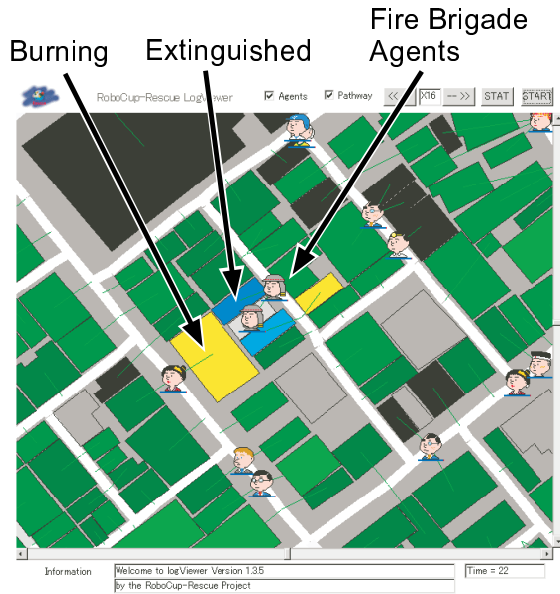 Burning
Extinguished
Fire Brigade
Agents
RoboCup-Rescue LogViewer
Agents
Pathway
<<
X16
-- >>
STAT
START
Information
Welcome to logViewer Version 1.3.5
by the RoboCup-Rescue Project
Time = 22